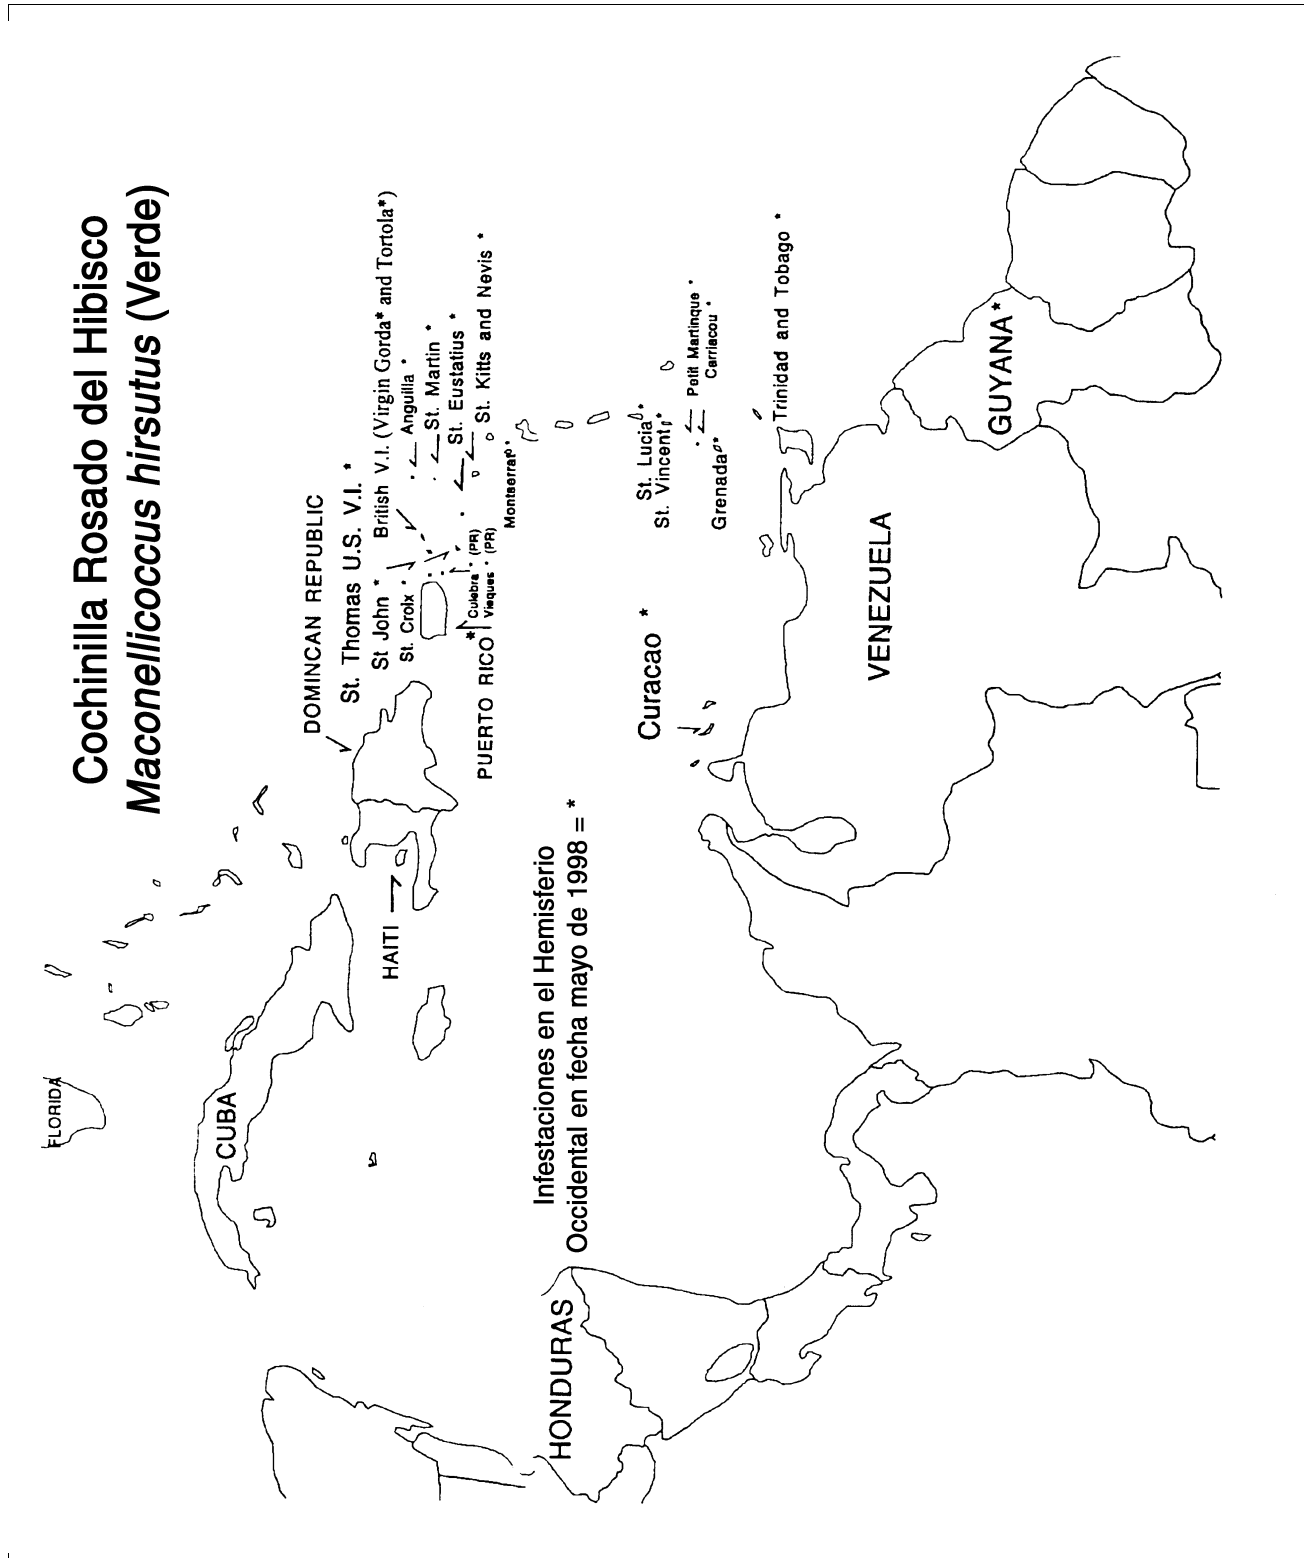 Cochinilla Rosado del Hibisco
Maconellicoccus hirsutus (Verde)
FLORIDA
CUBA
HAITI
DOMINCAN REPUBLIC
St. Thomas U.S. V.I. *
St John *
St. Croix *
British V.I. (Virgin Gorda* and Tortola*)
Anguilla *
St. Martin *
St. Eustatius *
St. Kitts and Nevis *
Montserrat *
Culebra * (PR)
Vieques * (PR)
*
PUERTO RICO
Infestaciones en el Hemisferio
Occidental en fecha mayo de 1998 = *
HONDURAS
Curacao *
St. Lucia *
St. Vincent *
Petit Martinque *
Carriacou *
Grenada *
Trinidad and Tobago *
VENEZUELA
GUYANA *